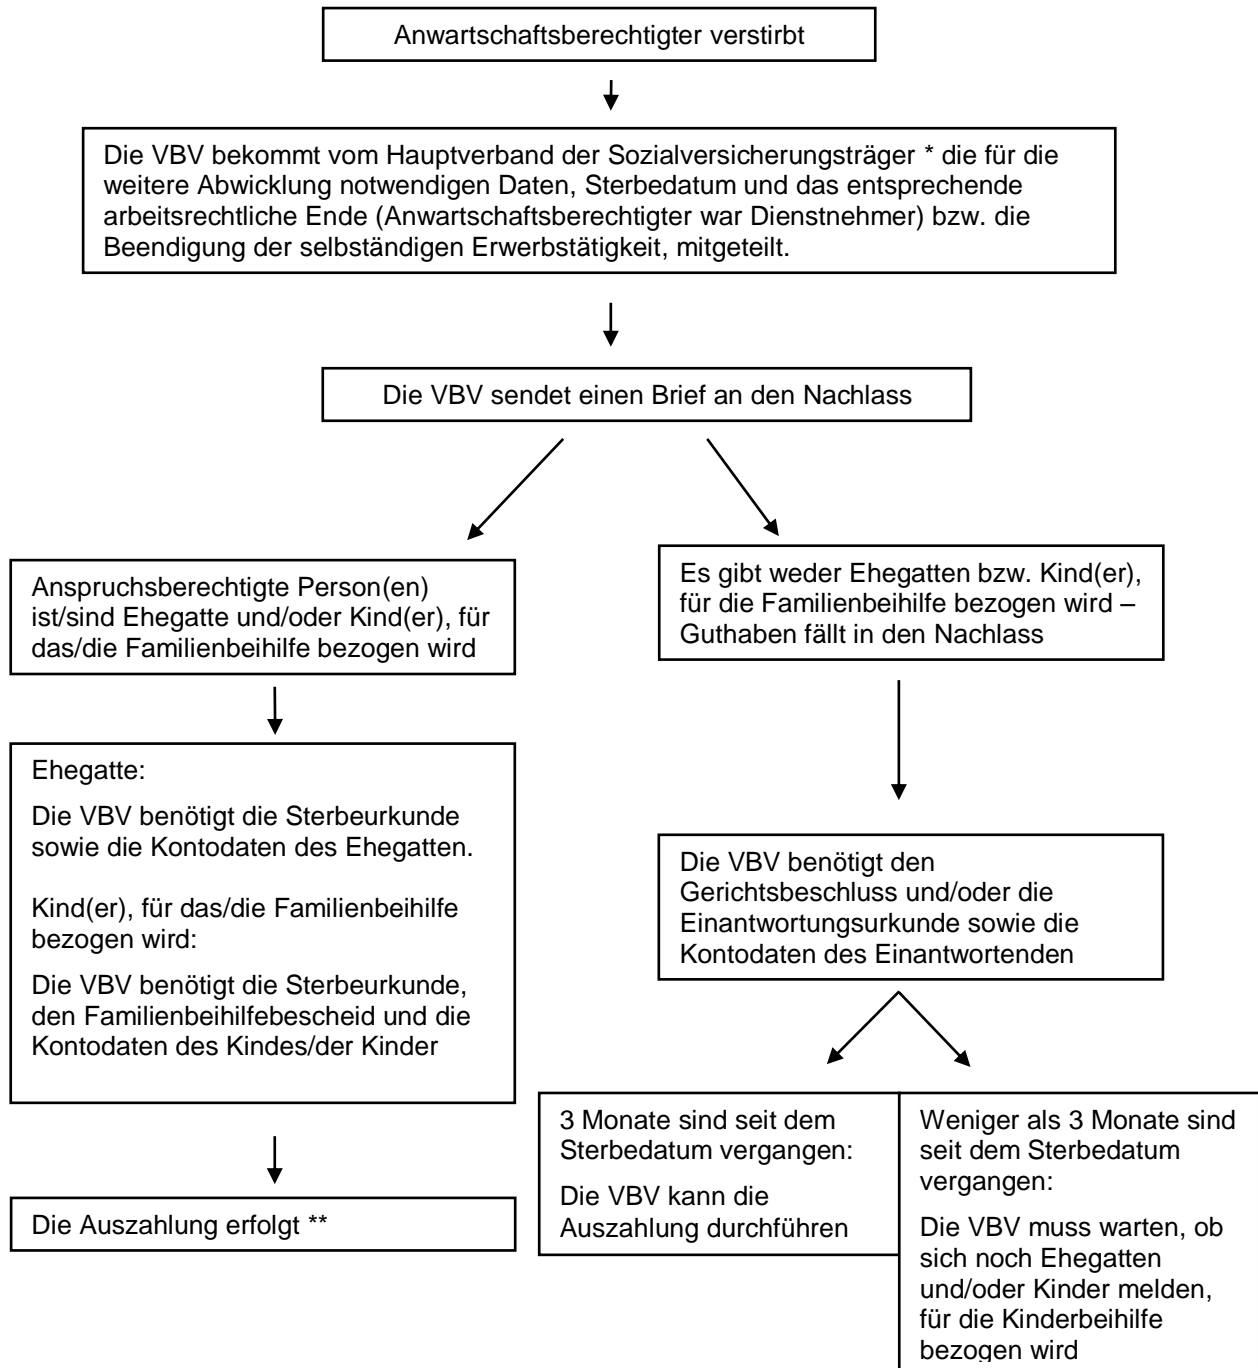 Anwartschaftsberechtigter verstirbt
Die VBV bekommt vom Hauptverband der Sozialversicherungsträger * die für die
weitere Abwicklung notwendigen Daten, Sterbedatum und das entsprechende
arbeitsrechtliche Ende (Anwartschaftsberechtigter war Dienstnehmer) bzw. die
Beendigung der selbständigen Erwerbstätigkeit, mitgeteilt.
Die VBV sendet einen Brief an den Nachlass
Anspruchsberechtigte Person(en)
ist/sind Ehegatte und/oder Kind(er), für
das/die Familienbeihilfe bezogen wird
Ehegatte:
Die VBV benötigt die Sterbeurkunde
sowie die Kontodaten des Ehegatten.
Kind(er), für das/die Familienbeihilfe
bezogen wird:
Die VBV benötigt die Sterbeurkunde,
den Familienbeihilfebescheid und die
Kontodaten des Kindes/der Kinder
Die Auszahlung erfolgt **
Es gibt weder Ehegatten bzw. Kind(er),
für die Familienbeihilfe bezogen wird –
Guthaben fällt in den Nachlass
Die VBV benötigt den
Gerichtsbeschluss und/oder die
Einantwortungsurkunde sowie die
Kontodaten des Einantwortenden
3 Monate sind seit dem
Sterbedatum vergangen:
Die VBV kann die
Auszahlung durchführen
Weniger als 3 Monate sind
seit dem Sterbedatum
vergangen:
Die VBV muss warten, ob
sich noch Ehegatten
und/oder Kinder melden,
für die Kinderbeihilfe
bezogen wird